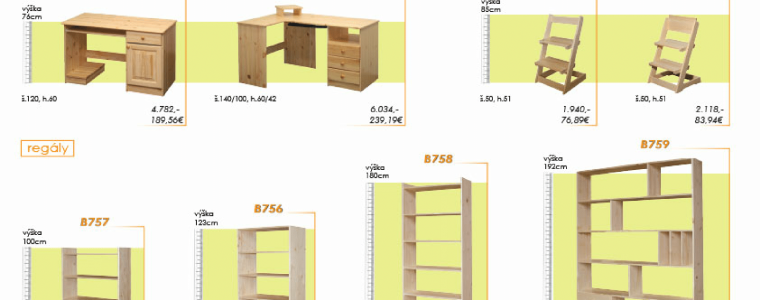 výška
76cm
výška
85cm
š.120, h.60
š.140/100, h.60/42
š.50, h.51
š.50, h.51
4.782,-
189,56€
6.034,-
239,19€
1.940,-
76,89€
2.118,-
83,94€
regály
B757
B756
B758
B759
výška
100cm
výška
123cm
výška
180cm
výška
192cm